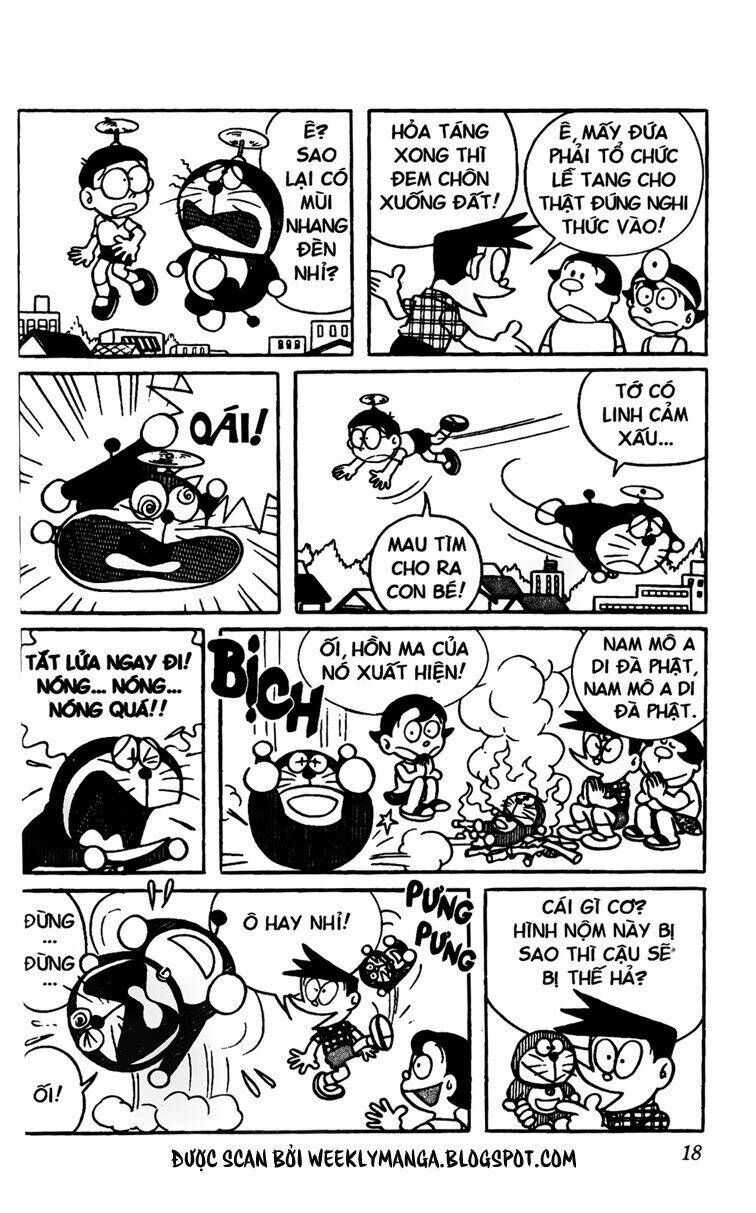 Ê?
SAO
LẠI CÓ
MÙI
NHANG
ĐÈN
NHỈ?
HỎA TÁNG
XONG THÌ
ĐEM CHÔN
XUỐNG ĐẤT!
Ê, MẤY ĐỨA
PHẢI TỔ CHỨC
LỄ TANG CHO
THẬT ĐÚNG NGHI
THỨC VÀO!
OÁI!
TỚ CÓ
LINH CẢM
XẤU...
MAU TÌM
CHO RA
CON BÉ!
TẮT LỬA NGAY ĐI!
NÓNG... NÓNG...
NÓNG QUÁ!!
BỊCH
ỐI, HỒN MA CỦA
NÓ XUẤT HIỆN!
NAM MÔ A
DI ĐÀ PHẬT,
NAM MÔ A DI
ĐÀ PHẬT.
ĐỪNG
...
ĐỪNG
...
ỐI!
Ô HAY NHỈ!
PƯNG
PƯNG
CÁI GÌ CƠ?
HÌNH NỘM NÀY BỊ
SAO THÌ CẬU SẼ
BỊ THẾ HẢ?
ĐƯỢC SCAN BỞI WEEKLYMANGA.BLOGSPOT.COM
18